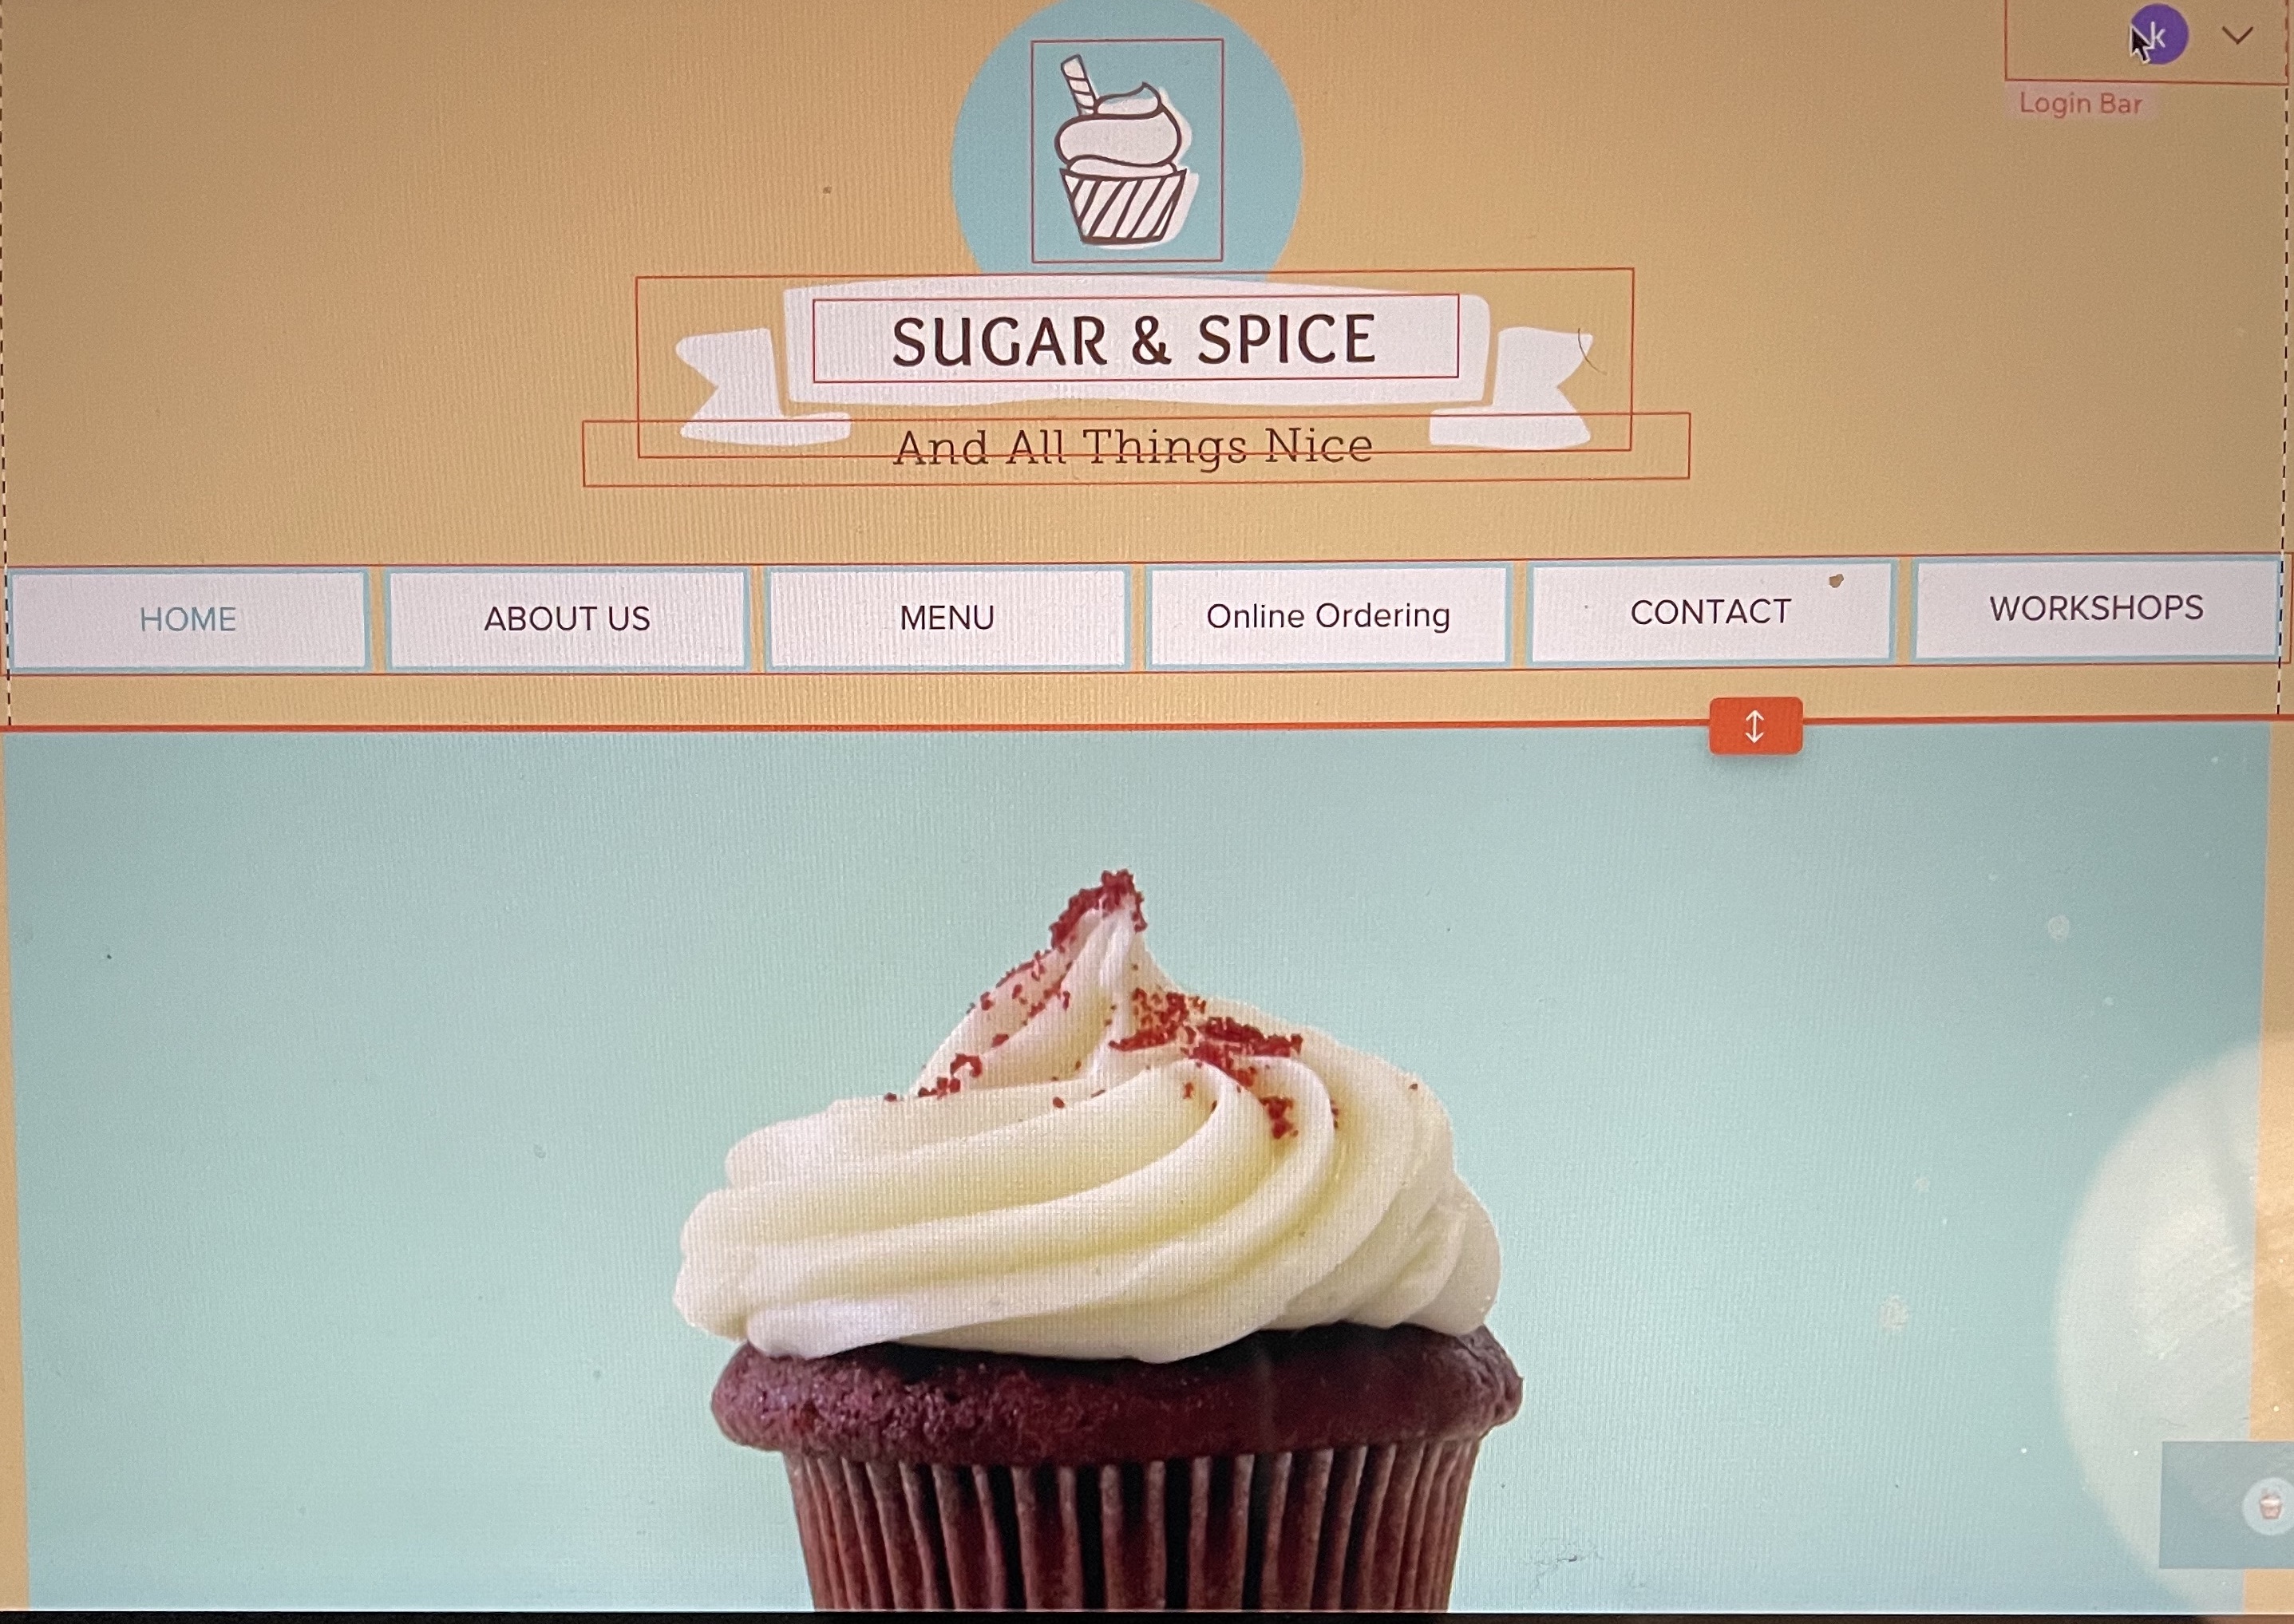 k
Login Bar
SUGAR & SPICE
And All Things Nice
HOME
ABOUT US
MENU
Online Ordering
CONTACT
WORKSHOPS